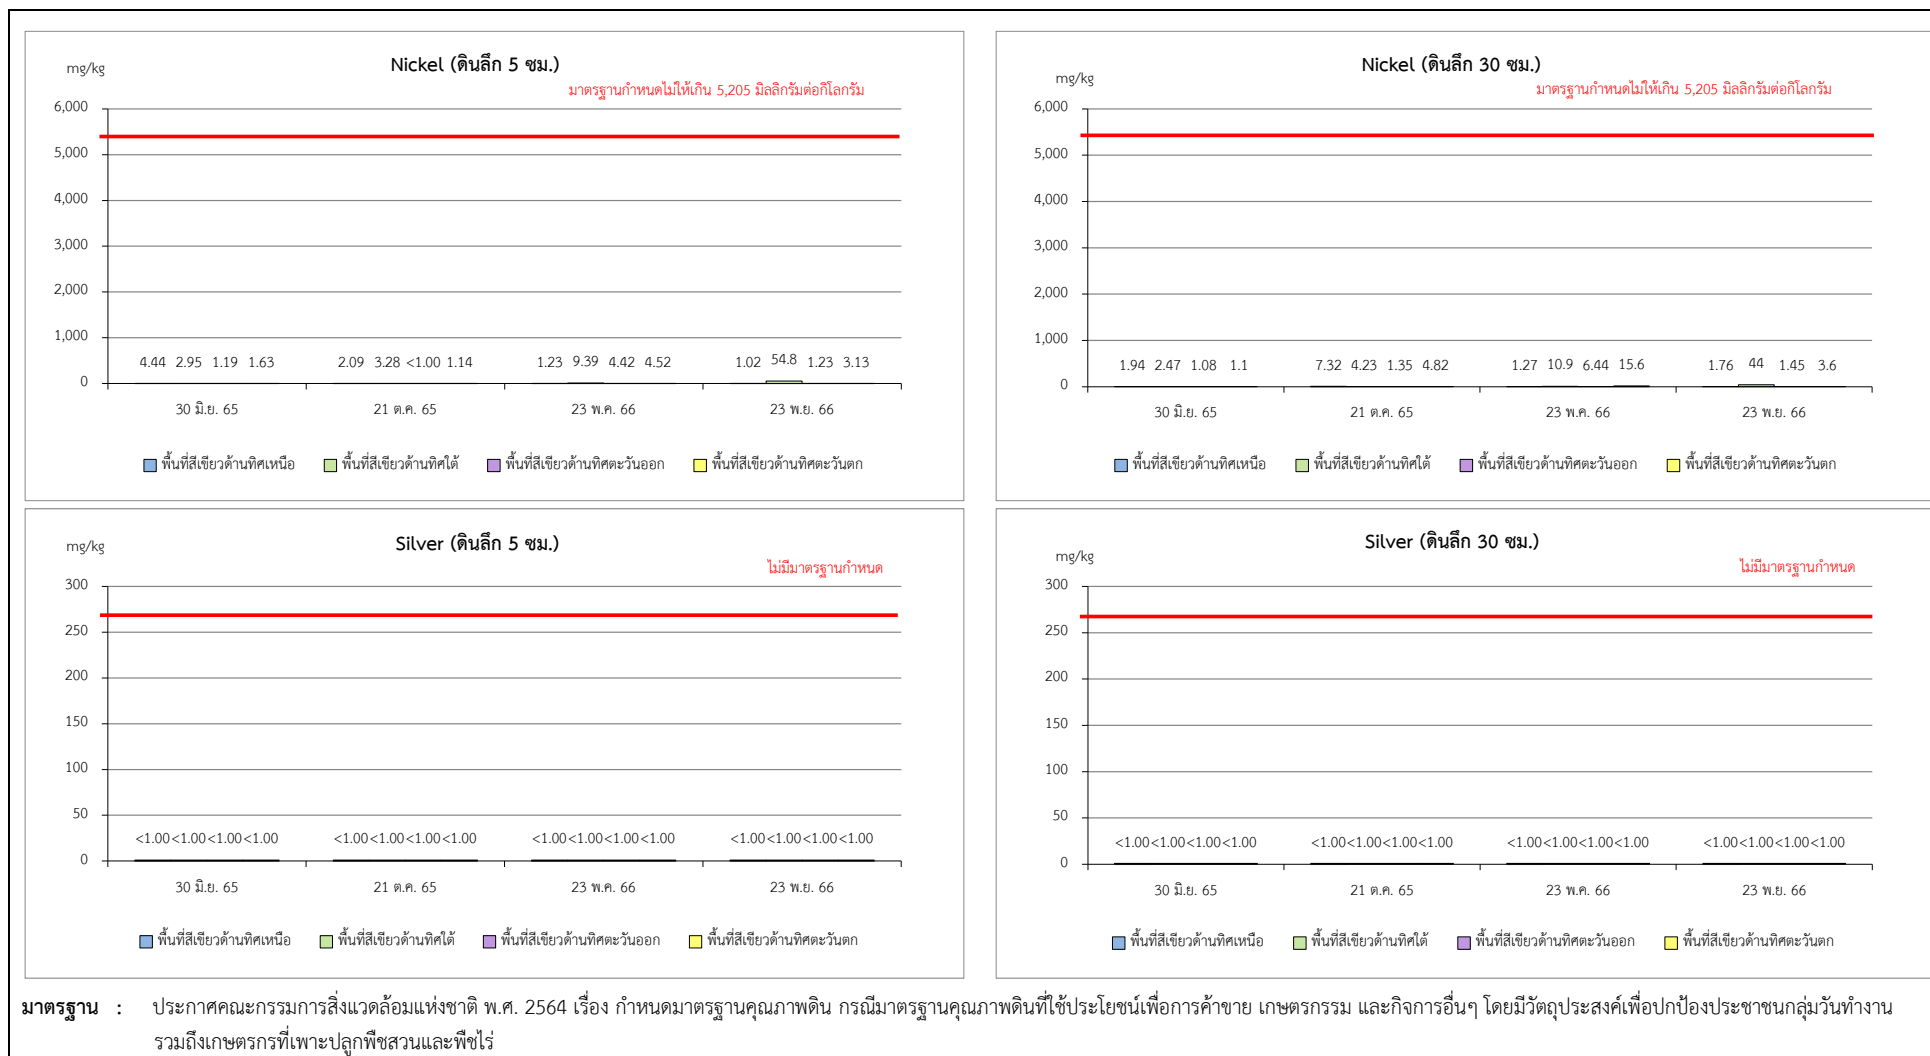 Nickel (ดินลึก 5 ซม.)
mg/kg
มาตรฐานกำหนดไม่ให้เกิน 5,205 มิลลิกรัมต่อกิโลกรัม
6,000
5,000
4,000
3,000
2,000
1,000
0
4.44 2.95 1.19 1.63 2.09 3.28 <1.00 1.14 1.23 9.39 4.42 4.52 1.02 54.8 1.23 3.13
30 มิ.ย. 65 21 ต.ค. 65 23 พ.ค. 66 23 พ.ย. 66
พื้นที่สีเขียวด้านทิศเหนือ พื้นที่สีเขียวด้านทิศใต้ พื้นที่สีเขียวด้านทิศตะวันออก พื้นที่สีเขียวด้านทิศตะวันตก
Nickel (ดินลึก 30 ซม.)
mg/kg
มาตรฐานกำหนดไม่ให้เกิน 5,205 มิลลิกรัมต่อกิโลกรัม
6,000
5,000
4,000
3,000
2,000
1,000
0
1.94 2.47 1.08 1.1 7.32 4.23 1.35 4.82 1.27 10.9 6.44 15.6 1.76 44 1.45 3.6
30 มิ.ย. 65 21 ต.ค. 65 23 พ.ค. 66 23 พ.ย. 66
พื้นที่สีเขียวด้านทิศเหนือ พื้นที่สีเขียวด้านทิศใต้ พื้นที่สีเขียวด้านทิศตะวันออก พื้นที่สีเขียวด้านทิศตะวันตก
Silver (ดินลึก 5 ซม.)
mg/kg
ไม่มีมาตรฐานกำหนด
300
250
200
150
100
50
0
<1.00 <1.00 <1.00 <1.00 <1.00 <1.00 <1.00 <1.00 <1.00 <1.00 <1.00 <1.00 <1.00 <1.00 <1.00 <1.00
30 มิ.ย. 65 21 ต.ค. 65 23 พ.ค. 66 23 พ.ย. 66
พื้นที่สีเขียวด้านทิศเหนือ พื้นที่สีเขียวด้านทิศใต้ พื้นที่สีเขียวด้านทิศตะวันออก พื้นที่สีเขียวด้านทิศตะวันตก
Silver (ดินลึก 30 ซม.)
mg/kg
ไม่มีมาตรฐานกำหนด
300
250
200
150
100
50
0
<1.00 <1.00 <1.00 <1.00 <1.00 <1.00 <1.00 <1.00 <1.00 <1.00 <1.00 <1.00 <1.00 <1.00 <1.00 <1.00
30 มิ.ย. 65 21 ต.ค. 65 23 พ.ค. 66 23 พ.ย. 66
พื้นที่สีเขียวด้านทิศเหนือ พื้นที่สีเขียวด้านทิศใต้ พื้นที่สีเขียวด้านทิศตะวันออก พื้นที่สีเขียวด้านทิศตะวันตก
มาตรฐาน : ประกาศคณะกรรมการสิ่งแวดล้อมแห่งชาติ พ.ศ. 2564 เรื่อง กำหนดมาตรฐานคุณภาพดิน กรณีมาตรฐานคุณภาพดินที่ใช้ประโยชน์เพื่อการค้าขาย เกษตรกรรม และกิจการอื่นๆ โดยมีวัตถุประสงค์เพื่อปกป้องประชาชนกลุ่มวันทำงาน
รวมถึงเกษตรกรที่เพาะปลูกพืชสวนและพืชไร่